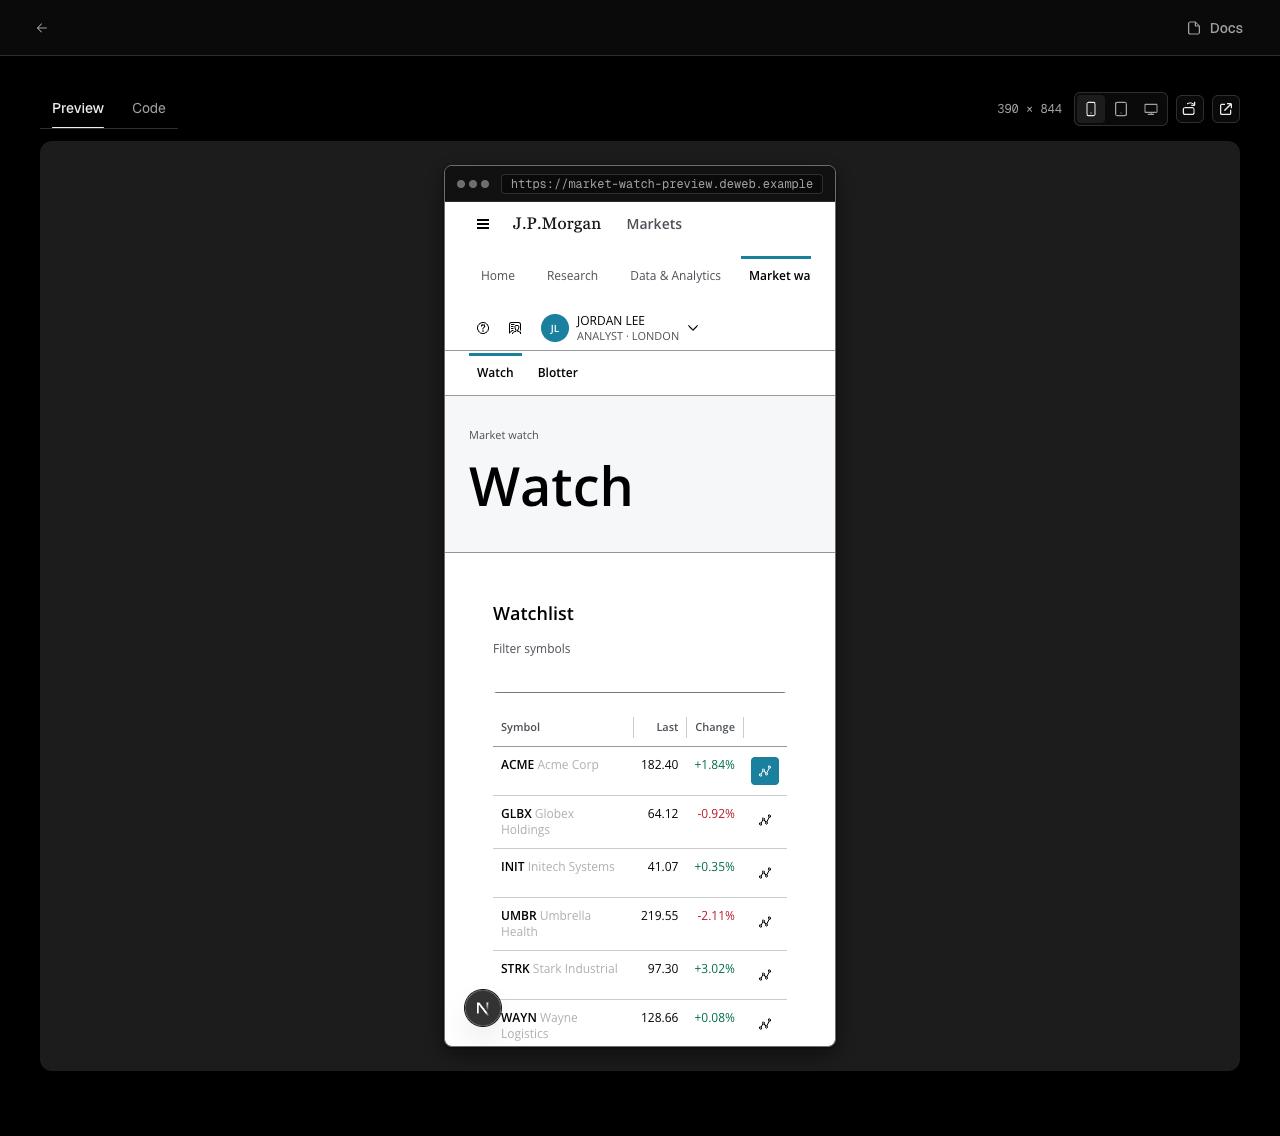 Docs
Preview
Code
390 × 844
https://market-watch-preview.deweb.example
J.P.Morgan
Markets
Home
Research
Data & Analytics
Market wa
JL
JORDAN LEE
ANALYST · LONDON
Watch
Blotter
Market watch
Watch
Watchlist
Filter symbols
Symbol Last Change
ACME Acme Corp 182.40 +1.84%
GLBX Globex 64.12 -0.92%
Holdings
INIT Initech Systems 41.07 +0.35%
UMBR Umbrella 219.55 -2.11%
Health
STRK Stark Industrial 97.30 +3.02%
N
WAYN Wayne 128.66 +0.08%
Logistics